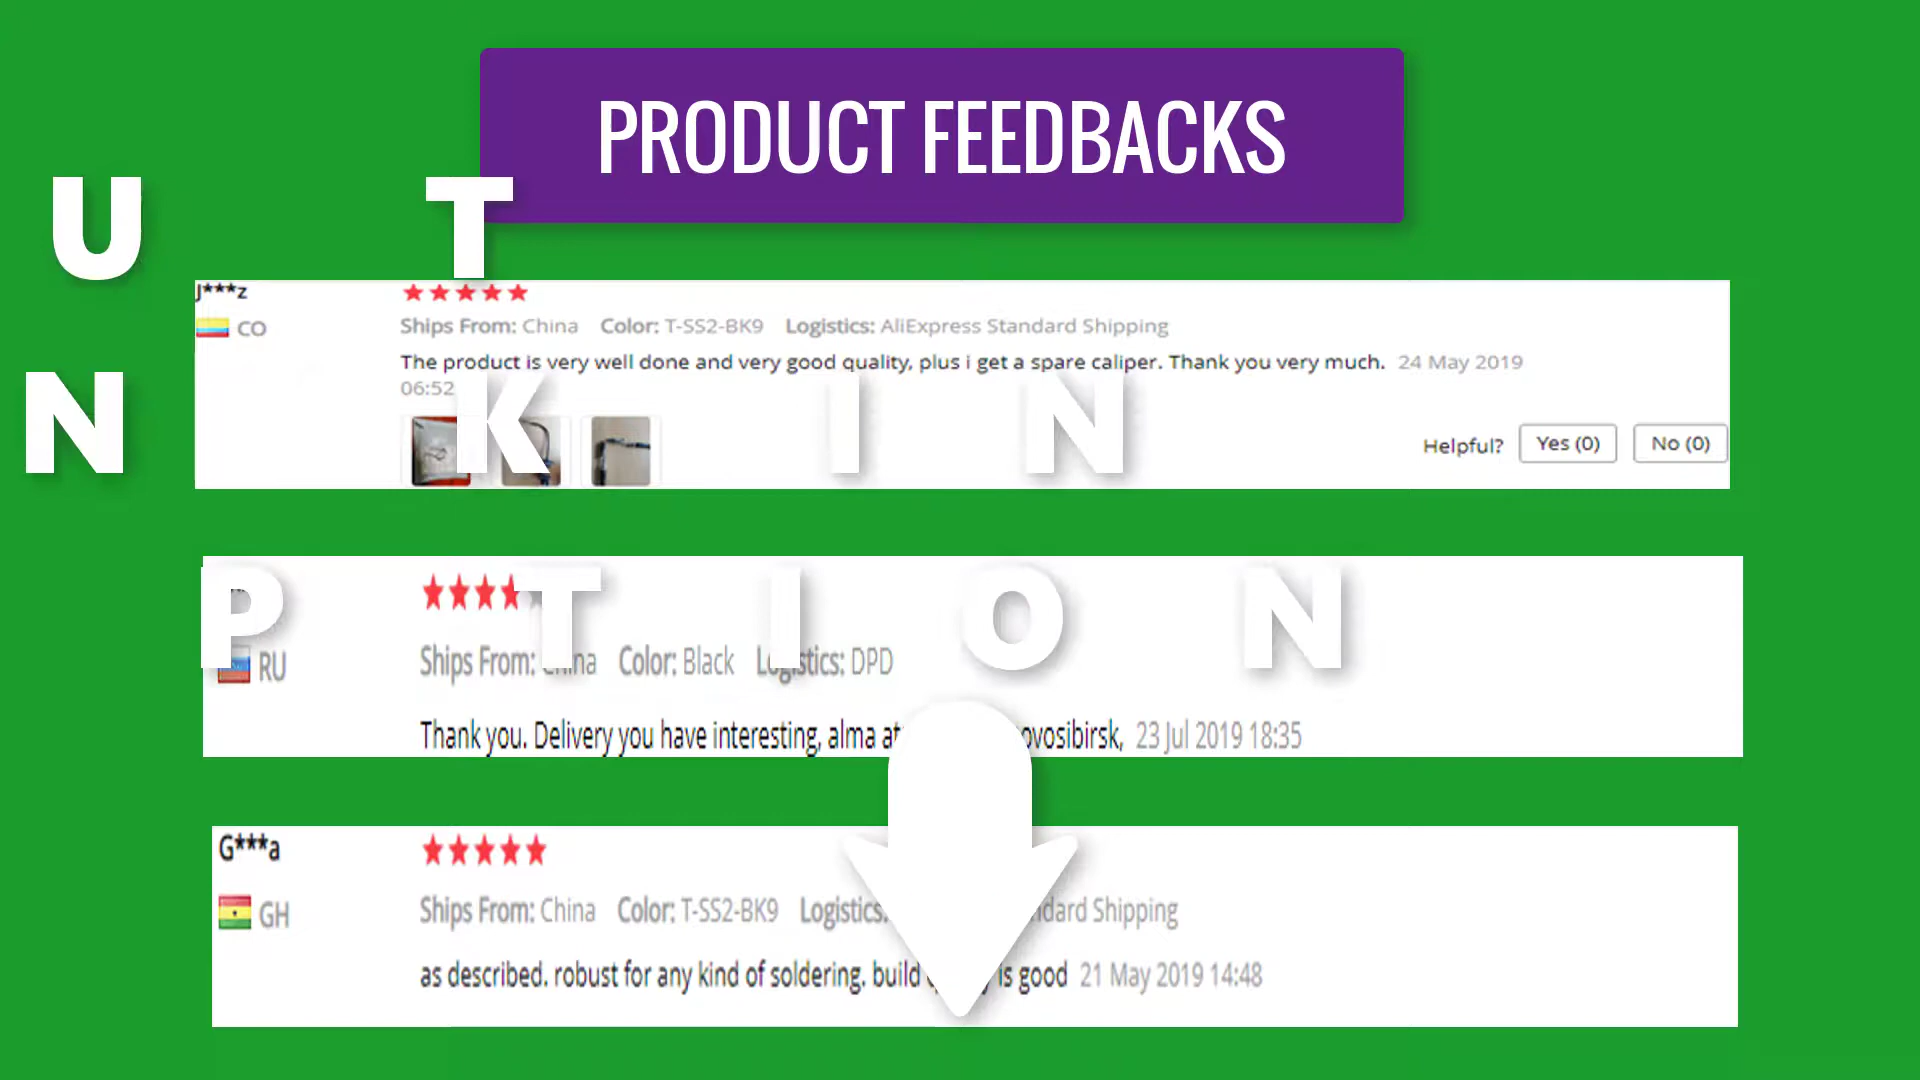 PRODUCT FEEDBACKS
U T
J***z
CO
Ships From: China Color: T-SS2-BK9 Logistics: AliExpress Standard Shipping
The product is very well done and very good quality, plus i get a spare caliper. Thank you very much. 24 May 2019
06:52
N K I N
Helpful? Yes (0) No (0)
P T I O N
RU
Ships From: China Color: Black Logistics: DPD
Thank you. Delivery you have interesting, alma 23 Jul 2019 18:35
G***a
GH
Ships From: China Color: T-SS2-BK9 Logistics: Standard Shipping
as described. robust for any kind of soldering. build is good 21 May 2019 14:48